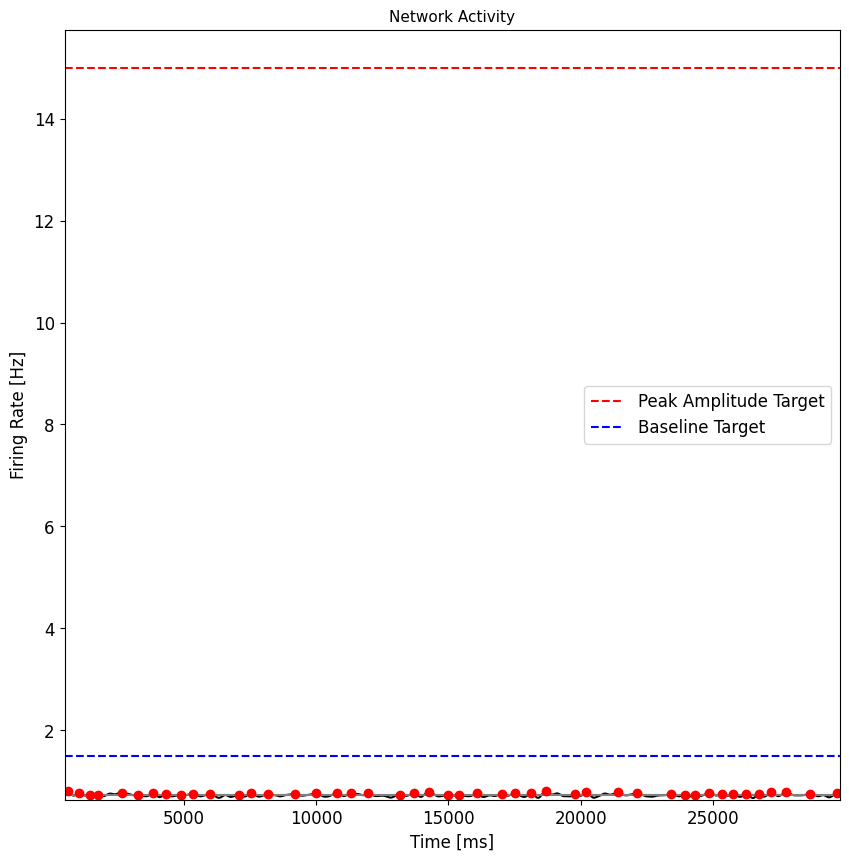 Network Activity
14
12
10
8
6
4
2
Firing Rate [Hz]
Peak Amplitude Target
Baseline Target
5000 10000 15000 20000 25000
Time [ms]